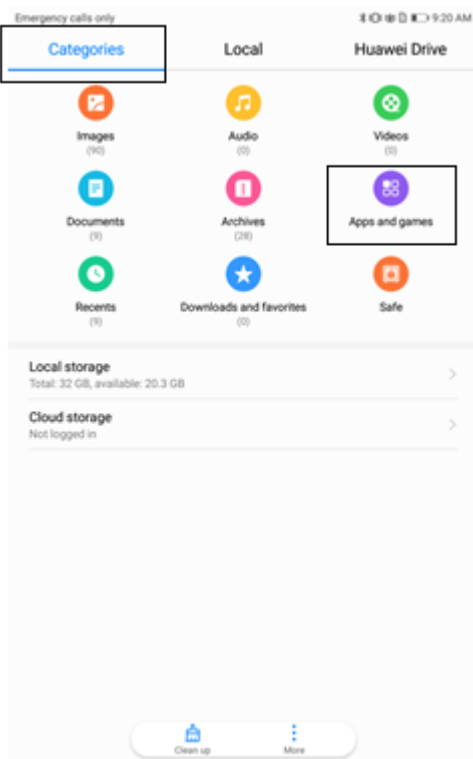 Emergency calls only 9:20 AM
Categories Local Huawei Drive
Images Audio Videos
(90) (0) (0)
Documents Archives Apps and games
(9) (28)
Recents Downloads and favorites Safe
(9) (0)
Local storage
Total: 32 GB, available: 20.3 GB
Cloud storage
Not logged in
Clean up More